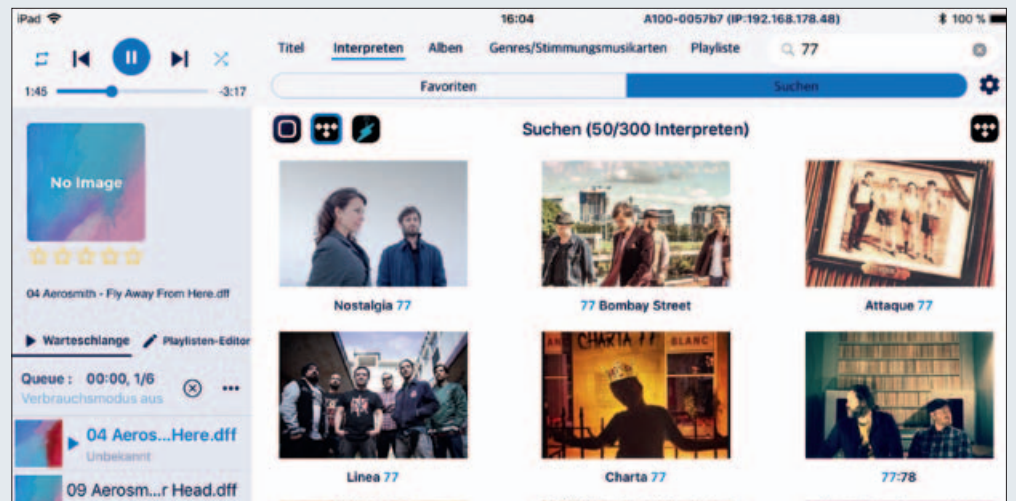 iPad 16:04 A100-0057b7 (IP:192.168.178.48) 100 %
Titel Interpreten Alben Genres/Stimmungsmusikarten Playliste 77
1:45 -3:17
Favoriten Suchen
Suchen (50/300 Interpreten)
No Image
04 Aerosmith - Fly Away From Here.dff
Warteschlange Playlisten-Editor
Queue : 00:00, 1/6
Verbrauchsmodus aus
04 Aeros...Here.dff
Unbekannt
09 Aerosm...r Head.dff
Nostalgia 77
77 Bombay Street
Attaque 77
CHARTA 77 BLANC
Linea 77
Charta 77
77:78